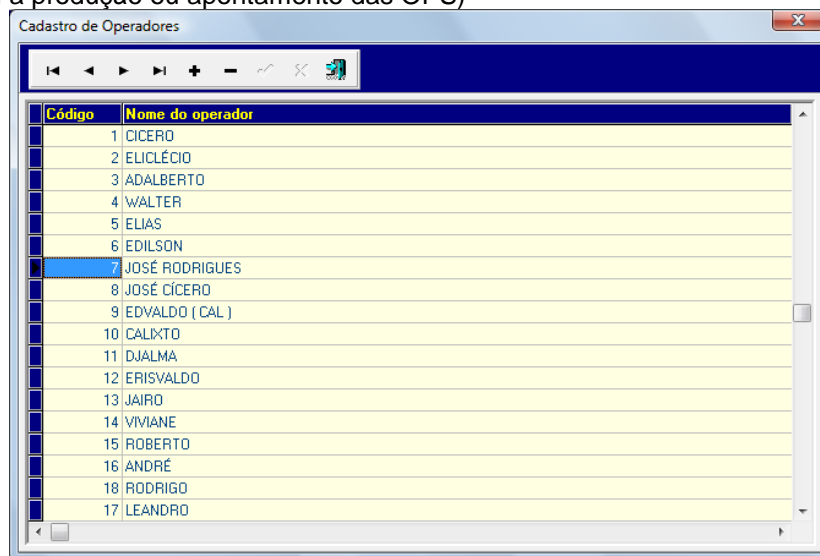 a produção ou apontamento das OPS)
Cadastro de Operadores
Código Nome do operador
1 CICERO
2 ELICLÉCIO
3 ADALBERTO
4 WALTER
5 ELIAS
6 EDILSON
7 JOSÉ RODRIGUES
8 JOSÉ CÍCERO
9 EDVALDO ( CAL )
10 CALIXTO
11 DJALMA
12 ERISVALDO
13 JAIRO
14 VIVIANE
15 ROBERTO
16 ANDRÉ
18 RODRIGO
17 LEANDRO